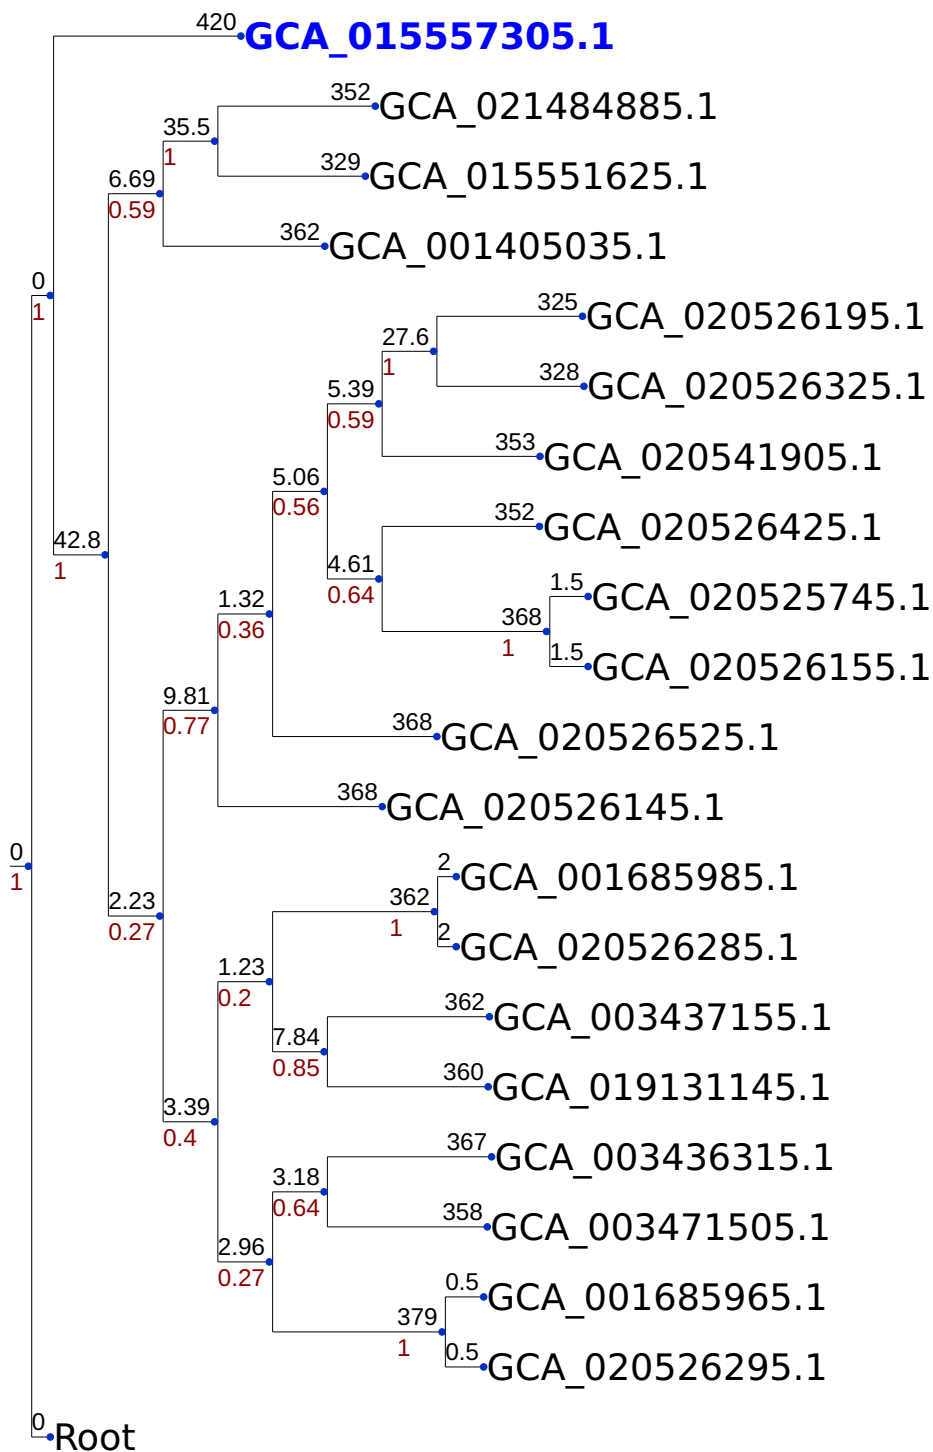 420 GCA_015557305.1
352 GCA_021484885.1
35.5
1
329 GCA_015551625.1
6.69
0.59
362 GCA_001405035.1
0
1
325 GCA_020526195.1
27.6
1
328 GCA_020526325.1
5.39
0.59
353 GCA_020541905.1
5.06
0.56
352 GCA_020526425.1
42.8
1
4.61
0.64
1.5 GCA_020525745.1
368
1
1.32
0.36
1.5 GCA_020526155.1
9.81
0.77
368 GCA_020526525.1
368 GCA_020526145.1
0
1
2 GCA_001685985.1
362
1
2.23
0.27
2 GCA_020526285.1
1.23
0.2
362 GCA_003437155.1
7.84
0.85
360 GCA_019131145.1
3.39
0.4
367 GCA_003436315.1
3.18
0.64
358 GCA_003471505.1
2.96
0.27
0.5 GCA_001685965.1
379
1
0.5 GCA_020526295.1
0 Root